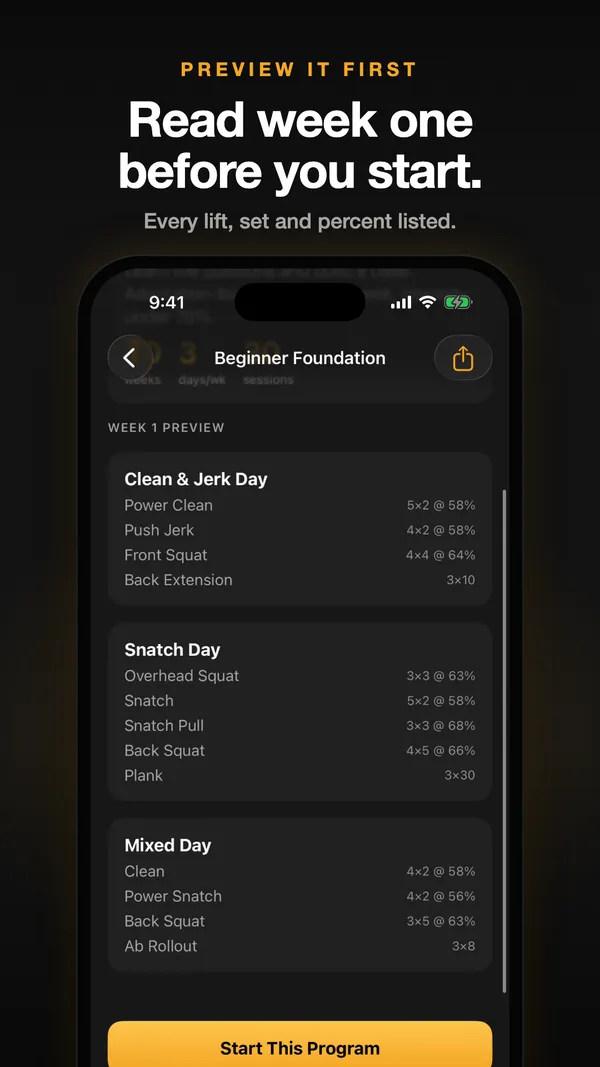 PREVIEW IT FIRST
Read week one
before you start.
Every lift, set and percent listed.
9:41
Beginner Foundation
weeks days/wk sessions
WEEK 1 PREVIEW
Clean & Jerk Day
Power Clean 5×2 @ 58%
Push Jerk 4×2 @ 58%
Front Squat 4×4 @ 64%
Back Extension 3×10
Snatch Day
Overhead Squat 3×3 @ 63%
Snatch 5×2 @ 58%
Snatch Pull 3×3 @ 68%
Back Squat 4×5 @ 66%
Plank 3×30
Mixed Day
Clean 4×2 @ 58%
Power Snatch 4×2 @ 56%
Back Squat 3×5 @ 63%
Ab Rollout 3×8
Start This Program